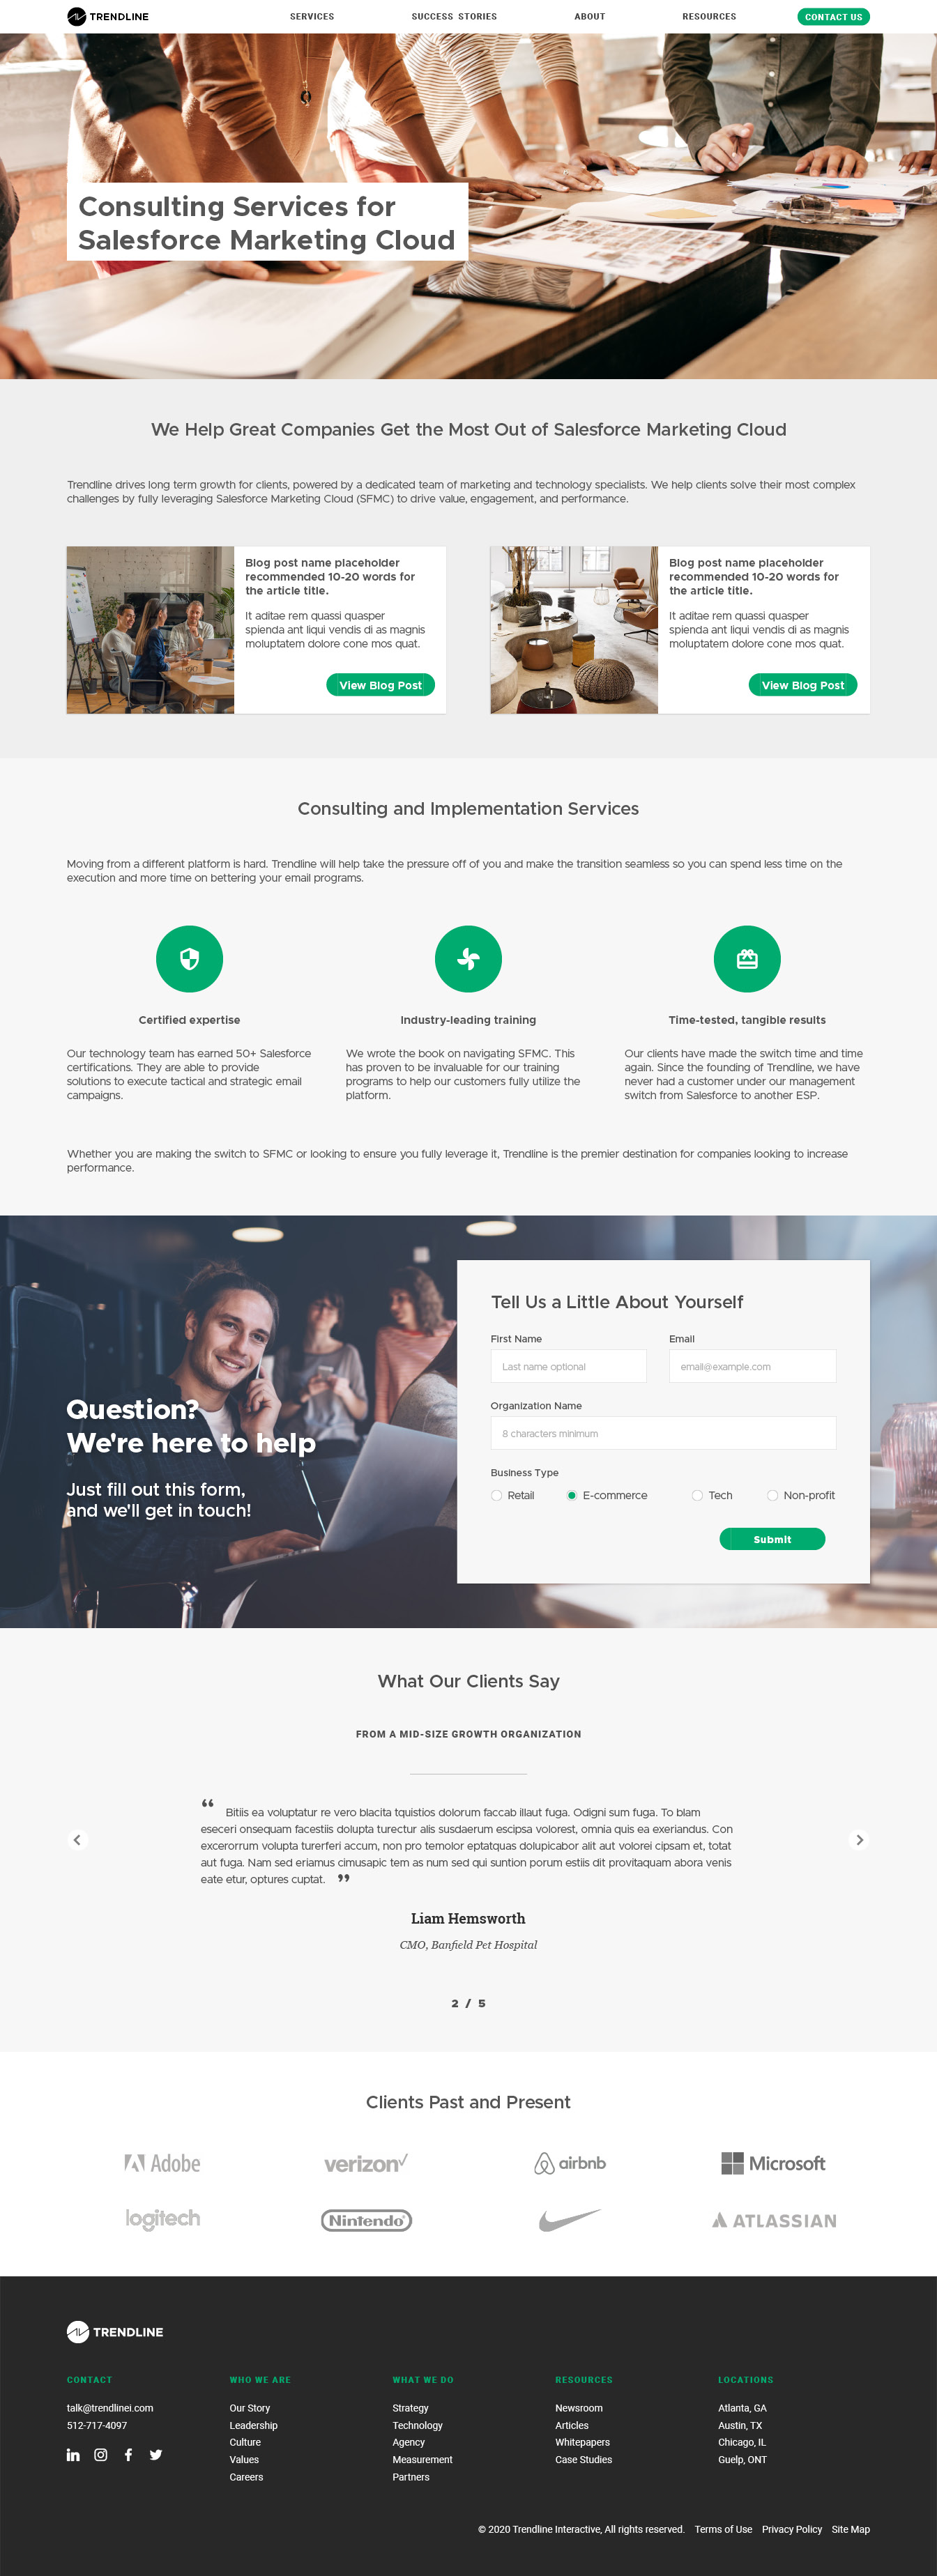 TRENDLINE
SERVICES
SUCCESS STORIES
ABOUT
RESOURCES
CONTACT US
Consulting Services for
Salesforce Marketing Cloud
We Help Great Companies Get the Most Out of Salesforce Marketing Cloud
Trendline drives long term growth for clients, powered by a dedicated team of marketing and technology specialists. We help clients solve their most complex
challenges by fully leveraging Salesforce Marketing Cloud (SFMC) to drive value, engagement, and performance.
Blog post name placeholder
recommended 10-20 words for
the article title.
It aditae rem quassi quasper
spienda ant liqui vendis di as magnis
moluptatem dolore cone mos quat.
View Blog Post
Blog post name placeholder
recommended 10-20 words for
the article title.
It aditae rem quassi quasper
spienda ant liqui vendis di as magnis
moluptatem dolore cone mos quat.
View Blog Post
Consulting and Implementation Services
Moving from a different platform is hard. Trendline will help take the pressure off of you and make the transition seamless so you can spend less time on the
execution and more time on bettering your email programs.
Certified expertise
Our technology team has earned 50+ Salesforce
certifications. They are able to provide
solutions to execute tactical and strategic email
campaigns.
Industry-leading training
We wrote the book on navigating SFMC. This
has proven to be invaluable for our training
programs to help our customers fully utilize the
platform.
Time-tested, tangible results
Our clients have made the switch time and time
again. Since the founding of Trendline, we have
never had a customer under our management
switch from Salesforce to another ESP.
Whether you are making the switch to SFMC or looking to ensure you fully leverage it, Trendline is the premier destination for companies looking to increase
performance.
Question?
We're here to help
Just fill out this form,
and we'll get in touch!
Tell Us a Little About Yourself
First Name
Last name optional
Email
email@example.com
Organization Name
8 characters minimum
Business Type
Retail
E-commerce
Tech
Non-profit
Submit
What Our Clients Say
FROM A MID-SIZE GROWTH ORGANIZATION
“ Bitiis ea voluptatur re vero blacita tquistios dolorum faccab illaut fuga. Odigni sum fuga. To blam
eseceri onsequam facestiis dolupta turectur alis susdaerum escipsa volorest, omnia quis ea exeriandus. Con
excerorrum volupta turerferi accum, non pro temolor eptatquas dolupicabor alit aut volorei cipsam et, totat
aut fuga. Nam sed eriamus cimusapic tem as num sed qui suntion porum estiis dit provitaquam abora venis
eate etur, optures cuptat. ”
Liam Hemsworth
CMO, Banfield Pet Hospital
2 / 5
Clients Past and Present
Adobe
verizon
airbnb
Microsoft
logitech
Nintendo
ATLASSIAN
TRENDLINE
CONTACT
talk@trendlinei.com
512-717-4097
WHO WE ARE
Our Story
Leadership
Culture
Values
Careers
WHAT WE DO
Strategy
Technology
Agency
Measurement
Partners
RESOURCES
Newsroom
Articles
Whitepapers
Case Studies
LOCATIONS
Atlanta, GA
Austin, TX
Chicago, IL
Guelp, ONT
© 2020 Trendline Interactive, All rights reserved.
Terms of Use
Privacy Policy
Site Map